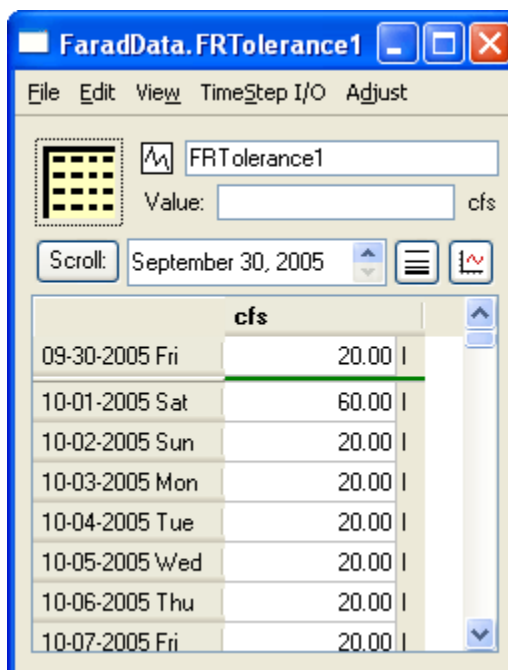 FaradData.FRTolerance1
File Edit View TimeStep I/O Adjust
FRTolerance1
Value: cfs
Scroll: September 30, 2005
cfs
09-30-2005 Fri 20.00 I
10-01-2005 Sat 60.00 I
10-02-2005 Sun 20.00 I
10-03-2005 Mon 20.00 I
10-04-2005 Tue 20.00 I
10-05-2005 Wed 20.00 I
10-06-2005 Thu 20.00 I
10-07-2005 Fri 20.00 I